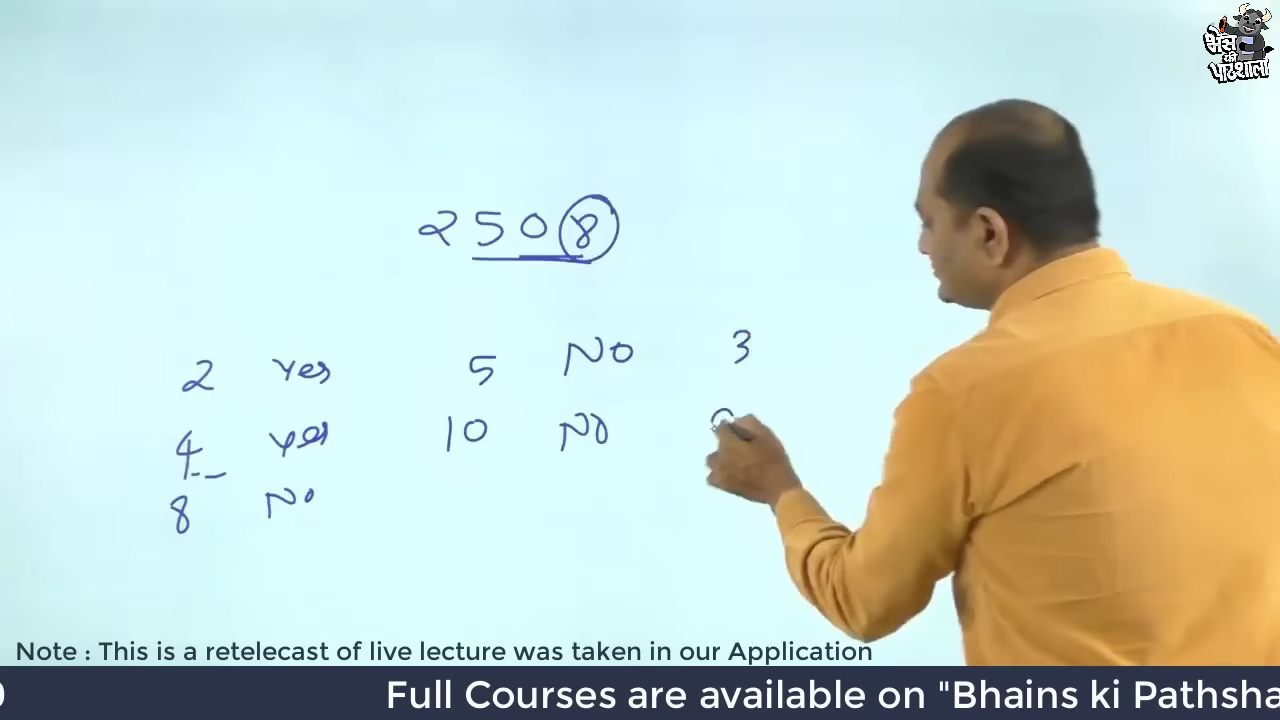 भैंस
की
पाठशाला
2508
2 Yes 5 No 3
4 yes 10 No
8 No
Note : This is a retelecast of live lecture was taken in our Application
Full Courses are available on "Bhains ki Pathsha